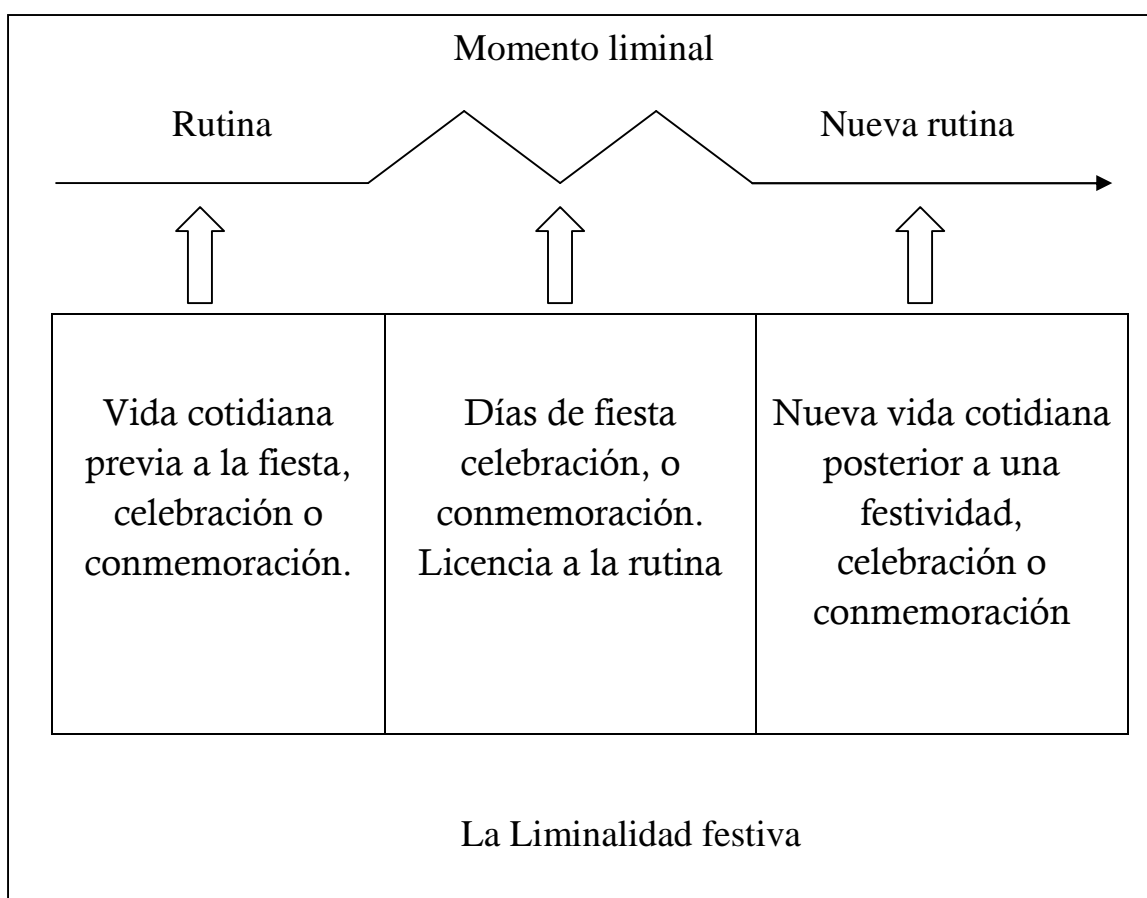 Momento liminal
Rutina
Nueva rutina
Vida cotidiana
previa a la fiesta,
celebración o
conmemoración.
Días de fiesta
celebración, o
conmemoración.
Licencia a la rutina
Nueva vida cotidiana
posterior a una
festividad,
celebración o
conmemoración
La Liminalidad festiva